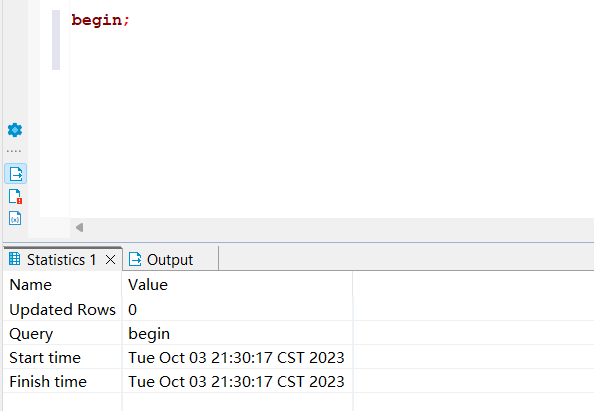 begin;
Statistics 1 Output
Name Value
Updated Rows 0
Query begin
Start time Tue Oct 03 21:30:17 CST 2023
Finish time Tue Oct 03 21:30:17 CST 2023